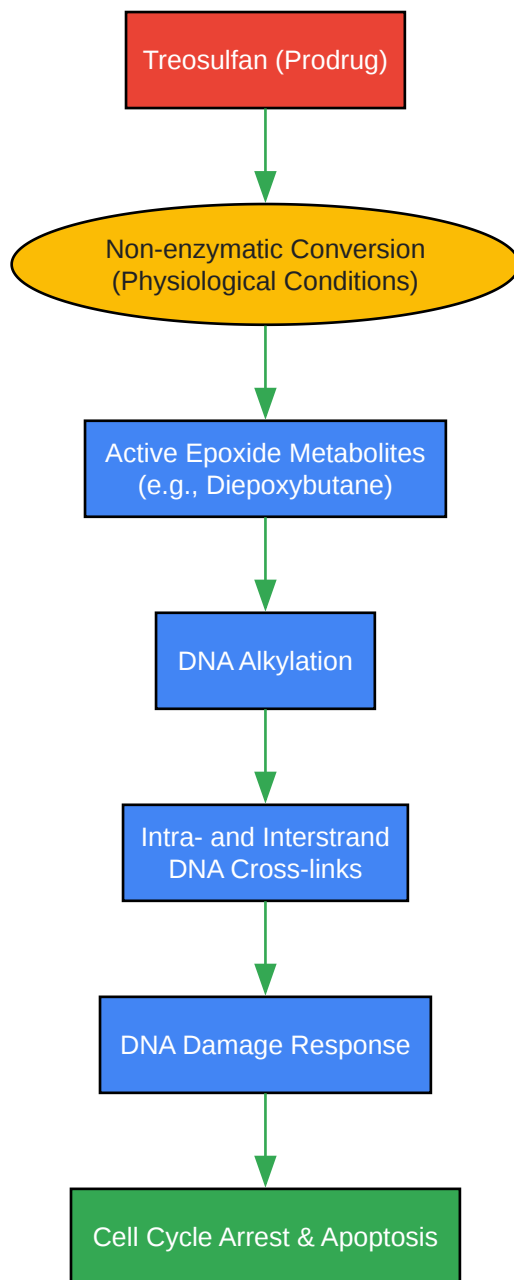 Treosulfan (Prodrug)
Non-enzymatic Conversion
(Physiological Conditions)
Active Epoxide Metabolites
(e.g., Diepoxybutane)
DNA Alkylation
Intra- and Interstrand
DNA Cross-links
DNA Damage Response
Cell Cycle Arrest & Apoptosis